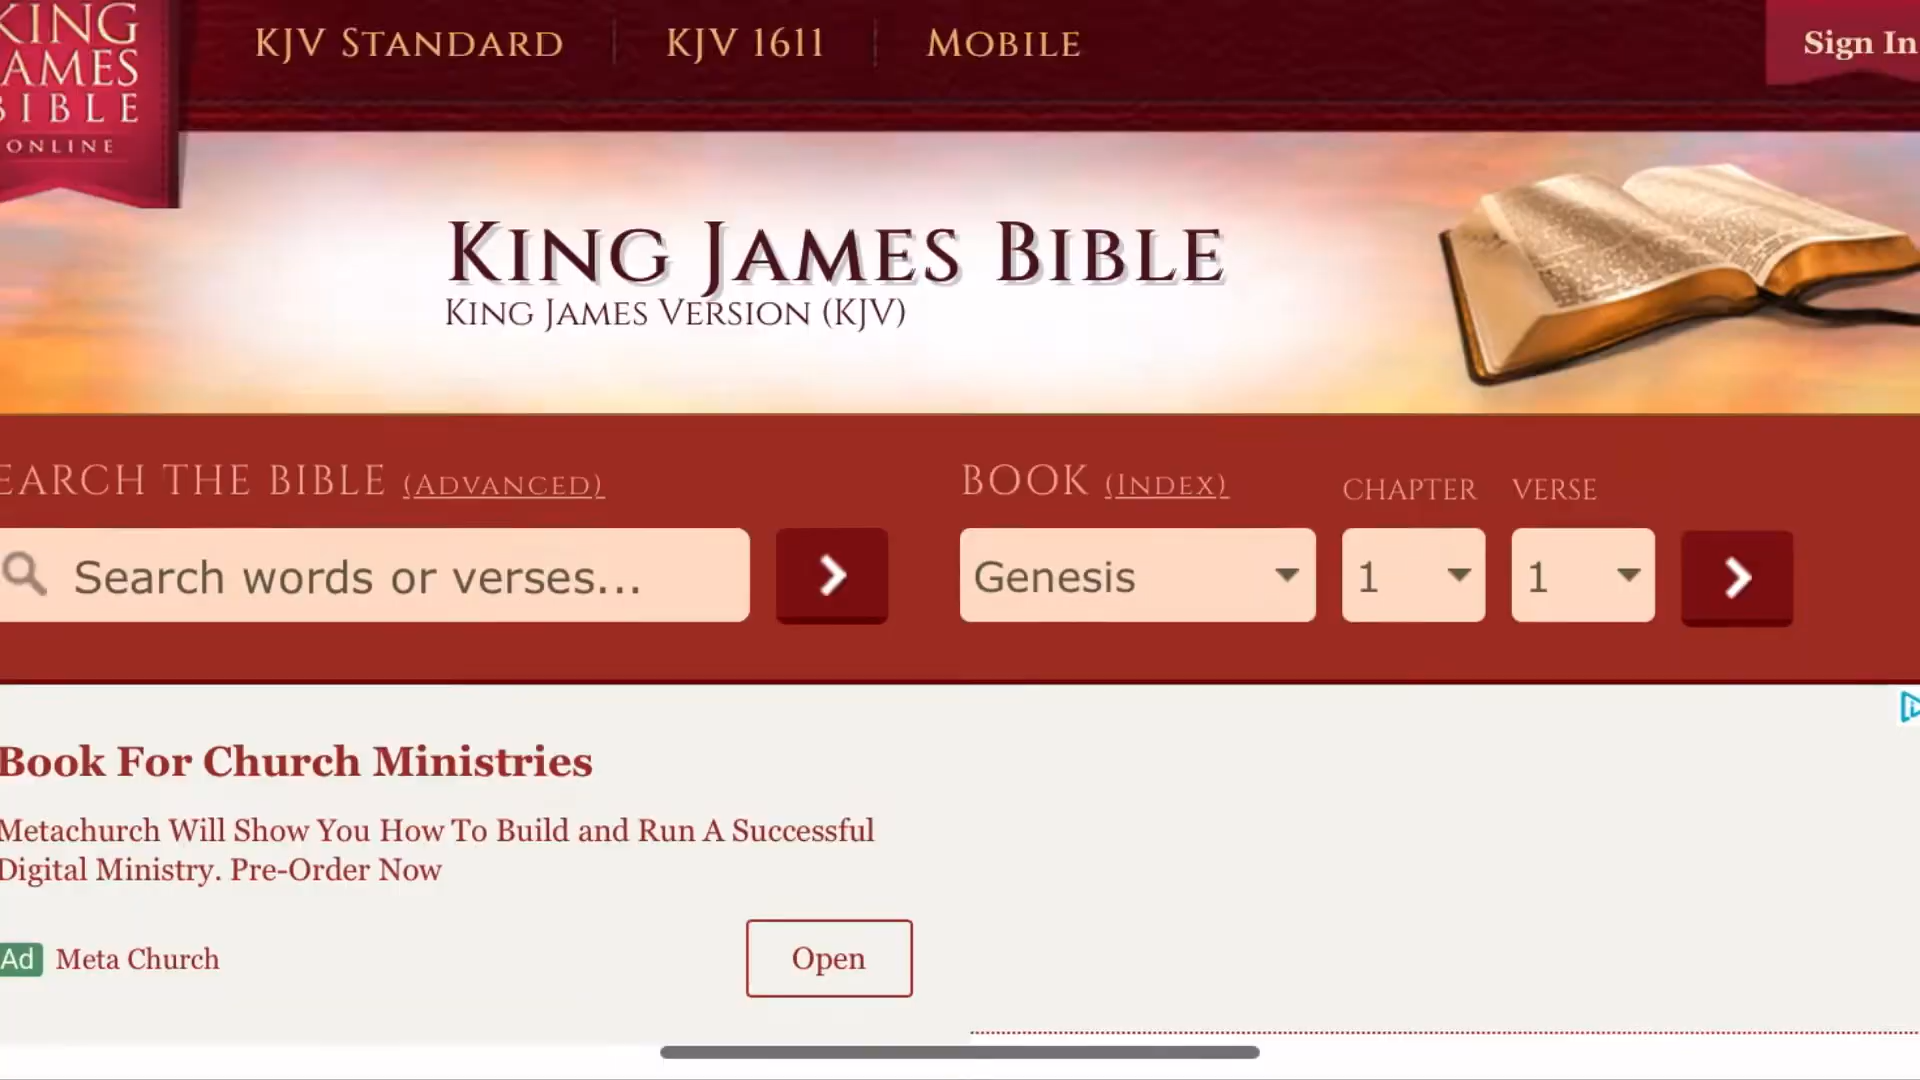 KING
JAMES
BIBLE
ONLINE
KJV STANDARD
KJV 1611
MOBILE
Sign In
KING JAMES BIBLE
KING JAMES VERSION (KJV)
EARCH THE BIBLE (ADVANCED)
BOOK (INDEX)
CHAPTER
VERSE
Search words or verses...
Genesis
1
1
Book For Church Ministries
Metachurch Will Show You How To Build and Run A Successful
Digital Ministry. Pre-Order Now
Ad Meta Church
Open